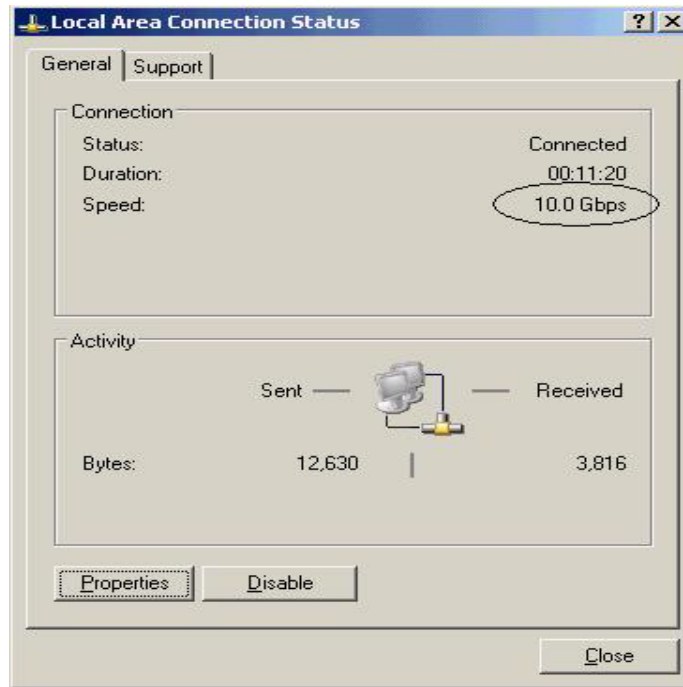 Local Area Connection Status
General Support
Connection
Status: Connected
Duration: 00:11:20
Speed: 10.0 Gbps
Activity
Sent Received
Bytes: 12,630 3,816
Properties Disable
Close